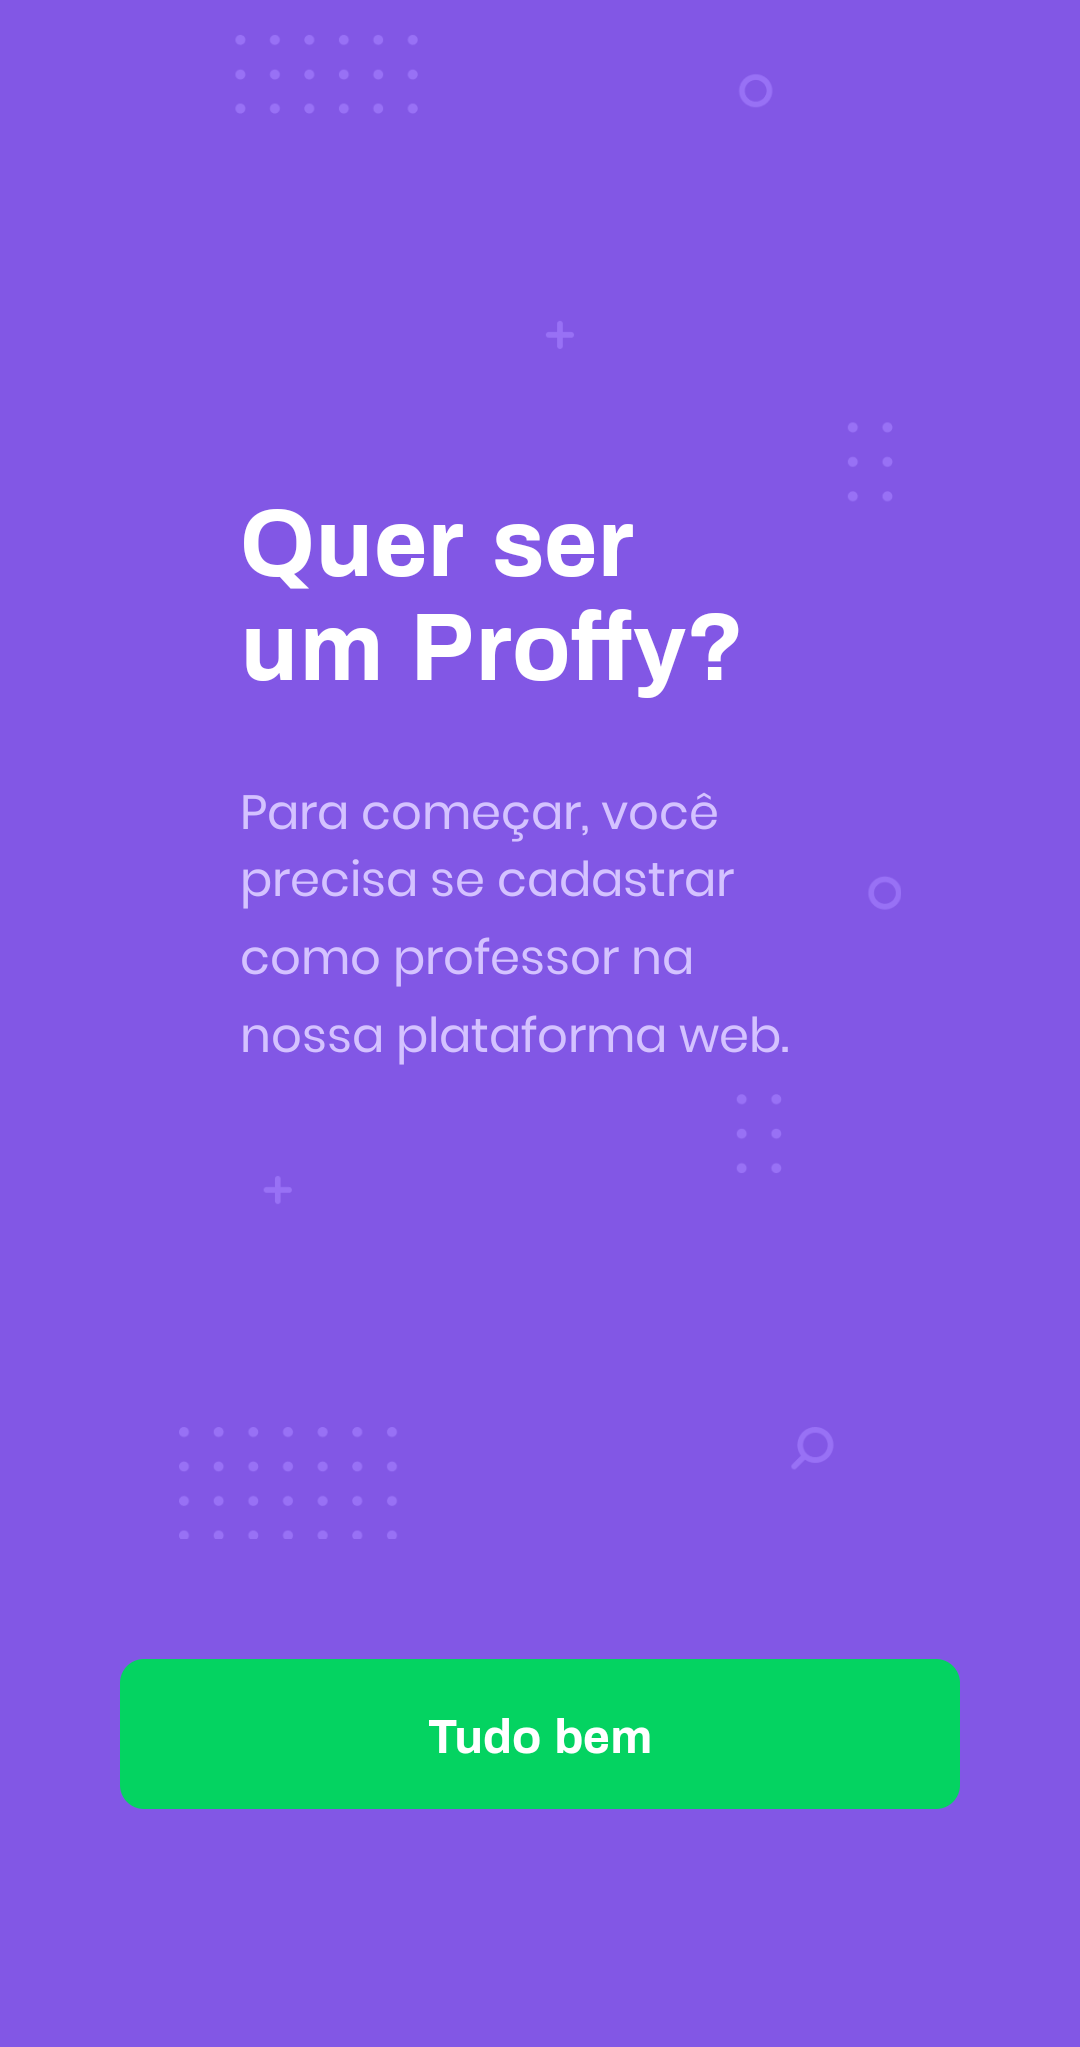 Quer ser
um Proffy?
Para começar, você
precisa se cadastrar
como professor na
nossa plataforma web.
Tudo bem